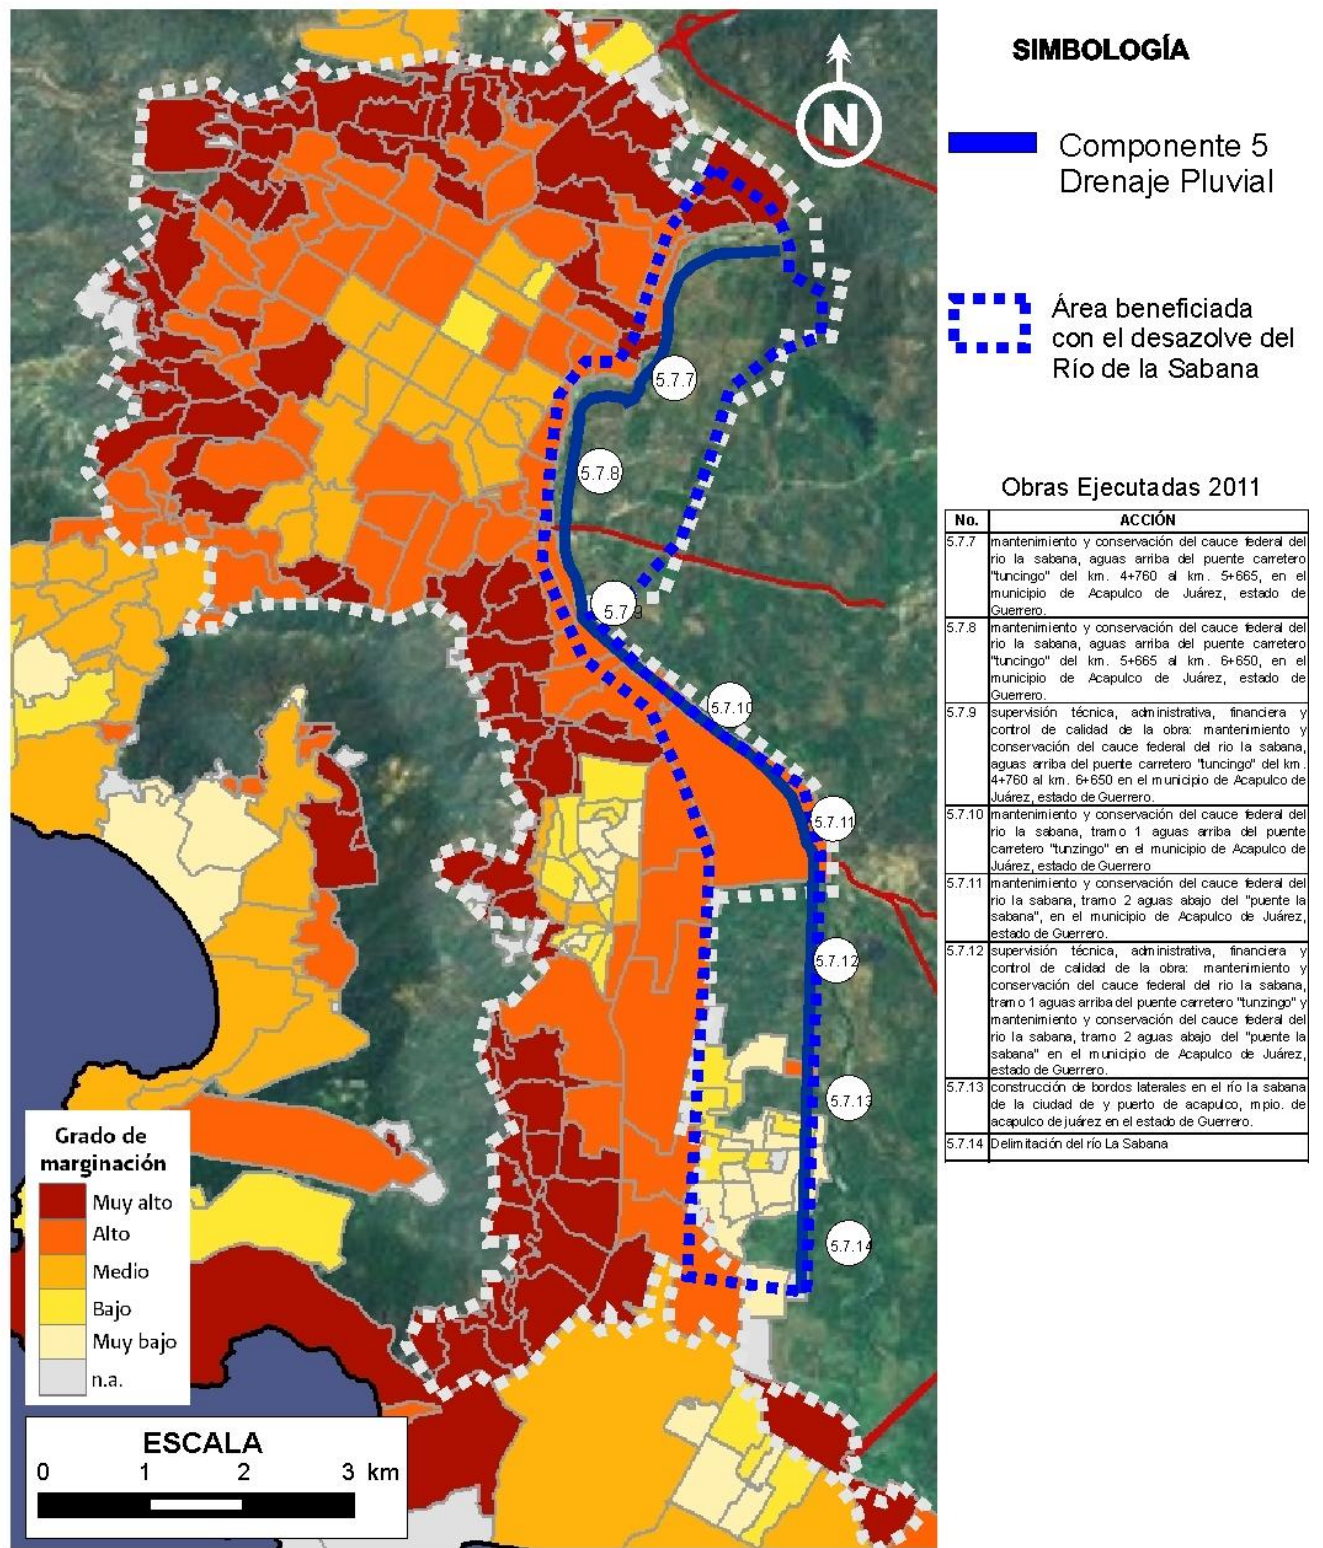 N
SIMBOLOGÍA
Componente 5
Drenaje Pluvial
Área beneficiada
con el desazolve del
Río de la Sabana
Obras Ejecutadas 2011
No. ACCIÓN
5.7.7 mantenimiento y conservación del cauce federal del
rio la sabana, aguas arriba del puente carretero
"tuncingo" del km. 4+760 al km. 5+665, en el
municipio de Acapulco de Juárez, estado de
Guerrero.
5.7.8 mantenimiento y conservación del cauce federal del
rio la sabana, aguas arriba del puente carretero
"tuncingo" del km. 5+665 al km. 6+650, en el
municipio de Acapulco de Juárez, estado de
Guerrero.
5.7.9 supervisión técnica, administrativa, financiera y
control de calidad de la obra: mantenimiento y
conservación del cauce federal del rio la sabana,
aguas arriba del puente carretero "tuncingo" del km.
4+760 al km. 6+650 en el municipio de Acapulco de
Juárez, estado de Guerrero.
5.7.10 mantenimiento y conservación del cauce federal del
rio la sabana, tramo 1 aguas arriba del puente
carretero "tunzingo" en el municipio de Acapulco de
Juárez, estado de Guerrero
5.7.11 mantenimiento y conservación del cauce federal del
rio la sabana, tramo 2 aguas abajo del "puente la
sabana", en el municipio de Acapulco de Juárez,
estado de Guerrero.
5.7.12 supervisión técnica, administrativa, financiera y
control de calidad de la obra: mantenimiento y
conservación del cauce federal del rio la sabana,
tramo 1 aguas arriba del puente carretero "tunzingo" y
mantenimiento y conservación del cauce federal del
rio la sabana, tramo 2 aguas abajo del "puente la
sabana" en el municipio de Acapulco de Juárez,
estado de Guerrero.
5.7.13 construcción de bordos laterales en el río la sabana
de la ciudad de y puerto de acapulco, mpio. de
acapulco de juárez en el estado de Guerrero.
5.7.14 Delimitación del río La Sabana
5.7.7
5.7.8
5.7.9
5.7.10
5.7.11
5.7.12
5.7.13
5.7.14
Grado de
marginación
Muy alto
Alto
Medio
Bajo
Muy bajo
n.a.
ESCALA
0 1 2 3 km